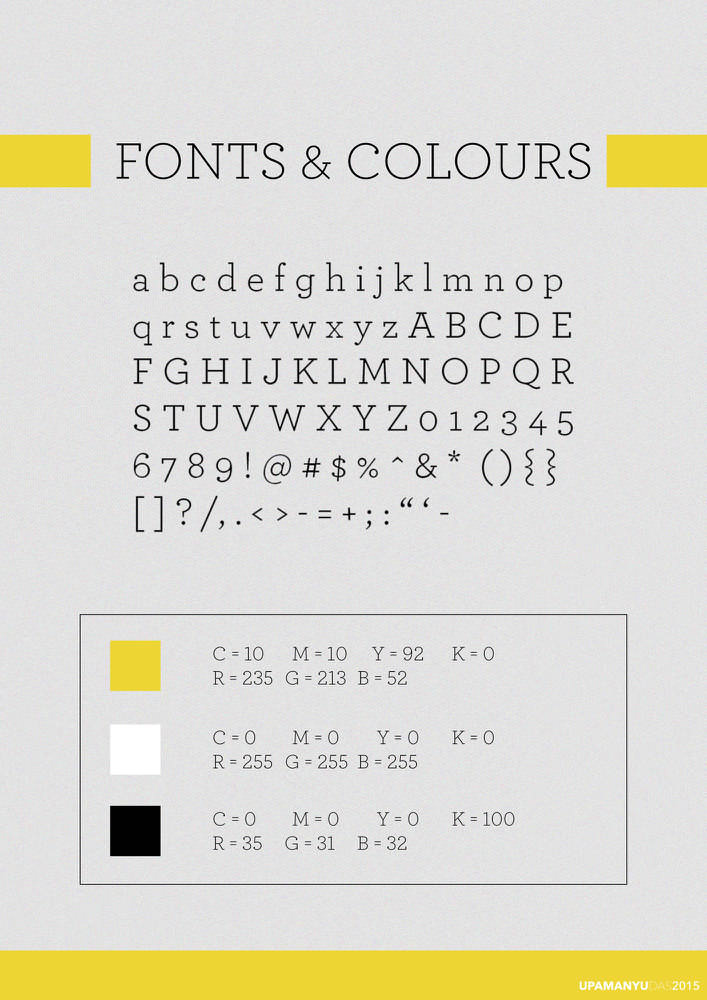 FONTS & COLOURS
a b c d e f g h i j k l m n o p
q r s t u v w x y z A B C D E
F G H I J K L M N O P Q R
S T U V W X Y Z 0 1 2 3 4 5
6 7 8 9 ! @ # $ % ^ & * ( ) { }
[ ] ? / , . < > - = + ; : “ ‘ -
C = 10 M = 10 Y = 92 K = 0
R = 235 G = 213 B = 52
C = 0 M = 0 Y = 0 K = 0
R = 255 G = 255 B = 255
C = 0 M = 0 Y = 0 K = 100
R = 35 G = 31 B = 32
UPAMANYUDAS2015